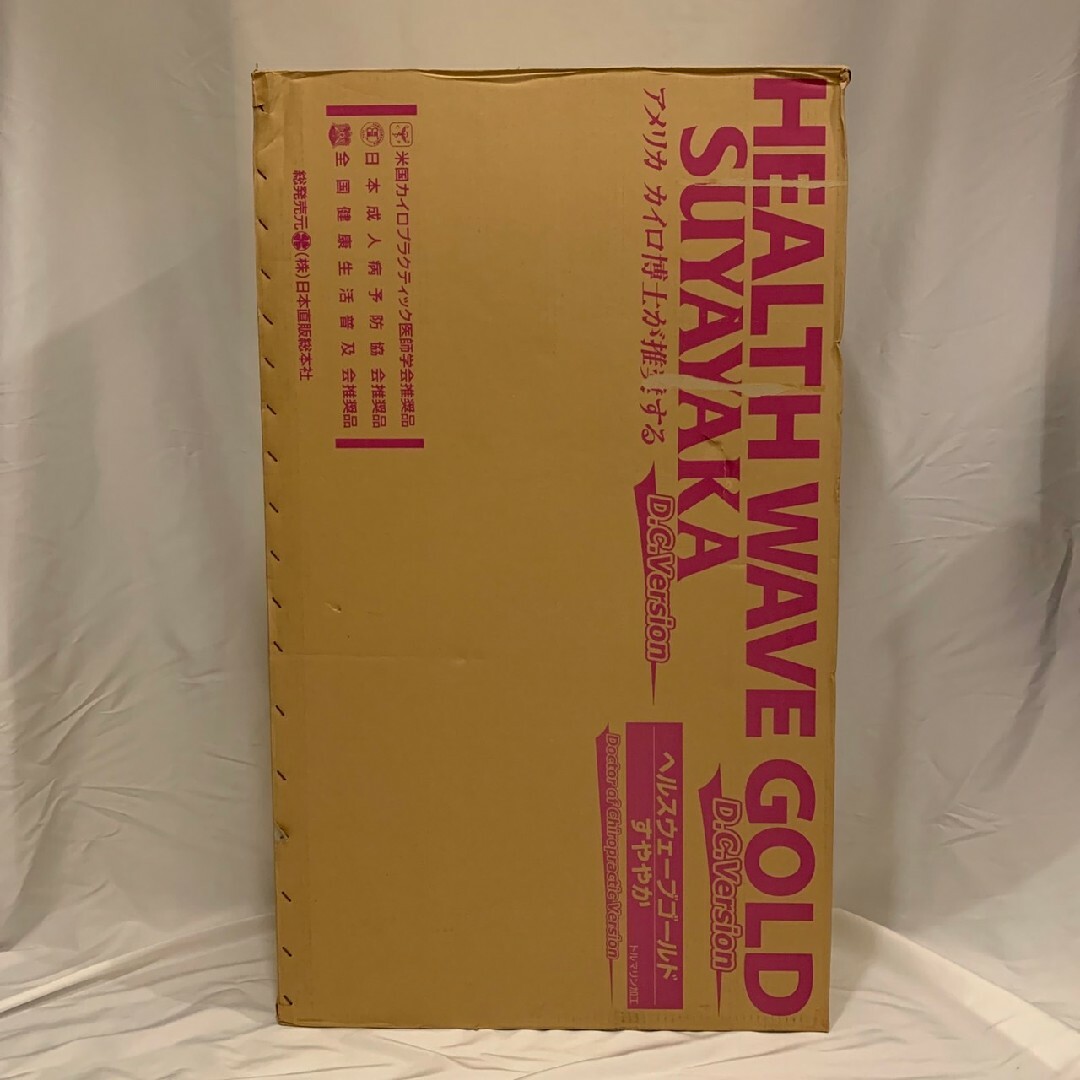 HEALTH WAVE GOLD
D.C.Version
SUYAYAKA
D.C.Version
アメリカ カイロ博士が推奨する
ヘルスウェーブゴールド
すややか
トルマリン加工
Doctor of Chiropractic Version
米国カイロプラクティック医師学会推奨品
日本成人病予防協会推奨品
全国健康生活普及会推奨品
総発売元 (株)日本直販総本社